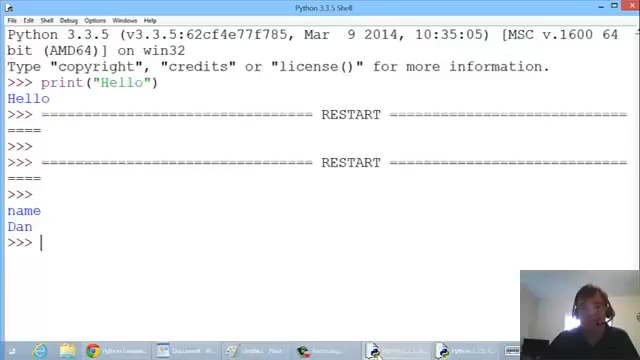 Python 3.3.5 Shell
File Edit Shell Debug Options Windows Help
Python 3.3.5 (v3.3.5:62cf4e77f785, Mar  9 2014, 10:35:05) [MSC v.1600 64
bit (AMD64)] on win32
Type "copyright", "credits" or "license()" for more information.
>>> print("Hello")
Hello
>>> ================================ RESTART ============================
====
>>>
>>> ================================ RESTART ============================
====
>>>
name
Dan
>>>
Document - W...